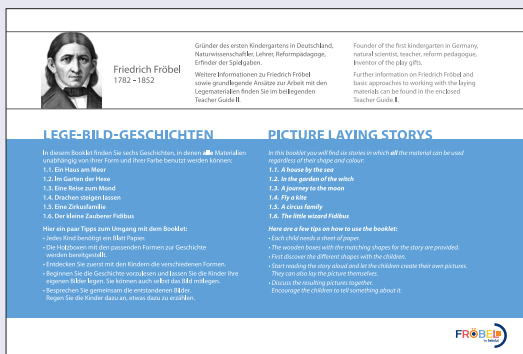 Friedrich Fröbel
1782 – 1852
Gründer des ersten Kindergartens in Deutschland,
Naturwissenschaftler, Lehrer, Reformpädagoge,
Erfinder der Spielgaben.
Weitere Informationen zu Friedrich Fröbel
sowie grundlegende Ansätze zur Arbeit mit den
Legematerialien finden Sie im beiliegenden
Teacher Guide II.
Founder of the first kindergarten in Germany,
natural scientist, teacher, reform pedagogue,
Inventor of the play gifts.
Further information on Friedrich Fröbel and
basic approaches to working with the laying
materials can be found in the enclosed
Teacher Guide II.
LEGE-BILD-GESCHICHTEN
In diesem Booklet finden Sie sechs Geschichten, in denen alle Materialien
unabhängig von ihrer Form und ihrer Farbe benutzt werden können:
1.1. Ein Haus am Meer
1.2. Im Garten der Hexe
1.3. Eine Reise zum Mond
1.4. Drachen steigen lassen
1.5. Eine Zirkusfamilie
1.6. Der kleine Zauberer Fidibus
Hier ein paar Tipps zum Umgang mit dem Booklet:
• Jedes Kind benötigt ein Blatt Papier.
• Die Holzboxen mit den passenden Formen zur Geschichte
werden bereitgestellt.
• Entdecken Sie zuerst mit den Kindern die verschiedenen Formen.
• Beginnen Sie die Geschichte vorzulesen und lassen Sie die Kinder ihre
eigenen Bilder legen. Sie können auch selbst das Bild mitlegen.
• Besprechen Sie gemeinsam die entstandenen Bilder.
Regen Sie die Kinder dazu an, etwas dazu zu erzählen.
PICTURE LAYING STORYS
In this booklet you will find six stories in which all the material can be used
regardless of their shape and colour:
1.1. A house by the sea
1.2. In the garden of the witch
1.3. A journey to the moon
1.4. Fly a kite
1.5. A circus family
1.6. The little wizard Fidibus
Here are a few tips on how to use the booklet:
• Each child needs a sheet of paper.
• The wooden boxes with the matching shapes for the story are provided.
• First discover the different shapes with the children.
• Start reading the story aloud and let the children create their own pictures.
They can also lay the picture themselves.
• Discuss the resulting pictures together.
Encourage the children to tell something about it.
FRÖBEL
by beleduc